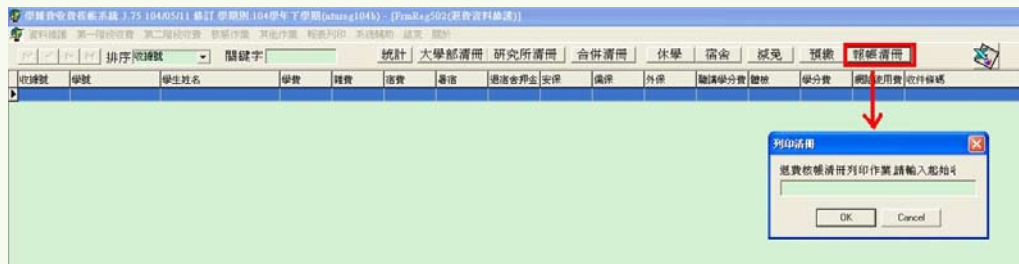 學雜費收費核帳系統 3.75 104/05/11 修訂 學期別:104學年下學期(ntureg104b) - [FrmReg502(退費資料維護)]
資料維護 第一階段收費 第二階段收費 核帳作業 其他作業 報表列印 系統輔助 結束 關於
排序 收據號 關鍵字 統計 大學部清冊 研究所清冊 合併清冊 休學 宿舍 減免 預繳 報帳清冊
收據號 學號 學生姓名 學費 雜費 宿費 暑宿 退宿舍押金 安保 僑保 外保 聽講學分費 體檢 學分費 網路使用費 收件條碼
列印清冊
退費核帳清冊列印作業,請輸入起始
OK Cancel